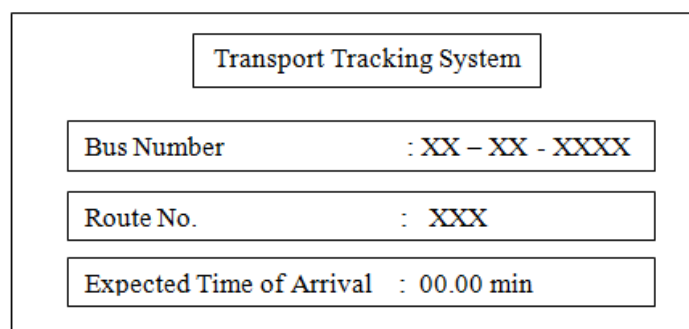 Transport Tracking System
Bus Number : XX – XX - XXXX
Route No. : XXX
Expected Time of Arrival : 00.00 min